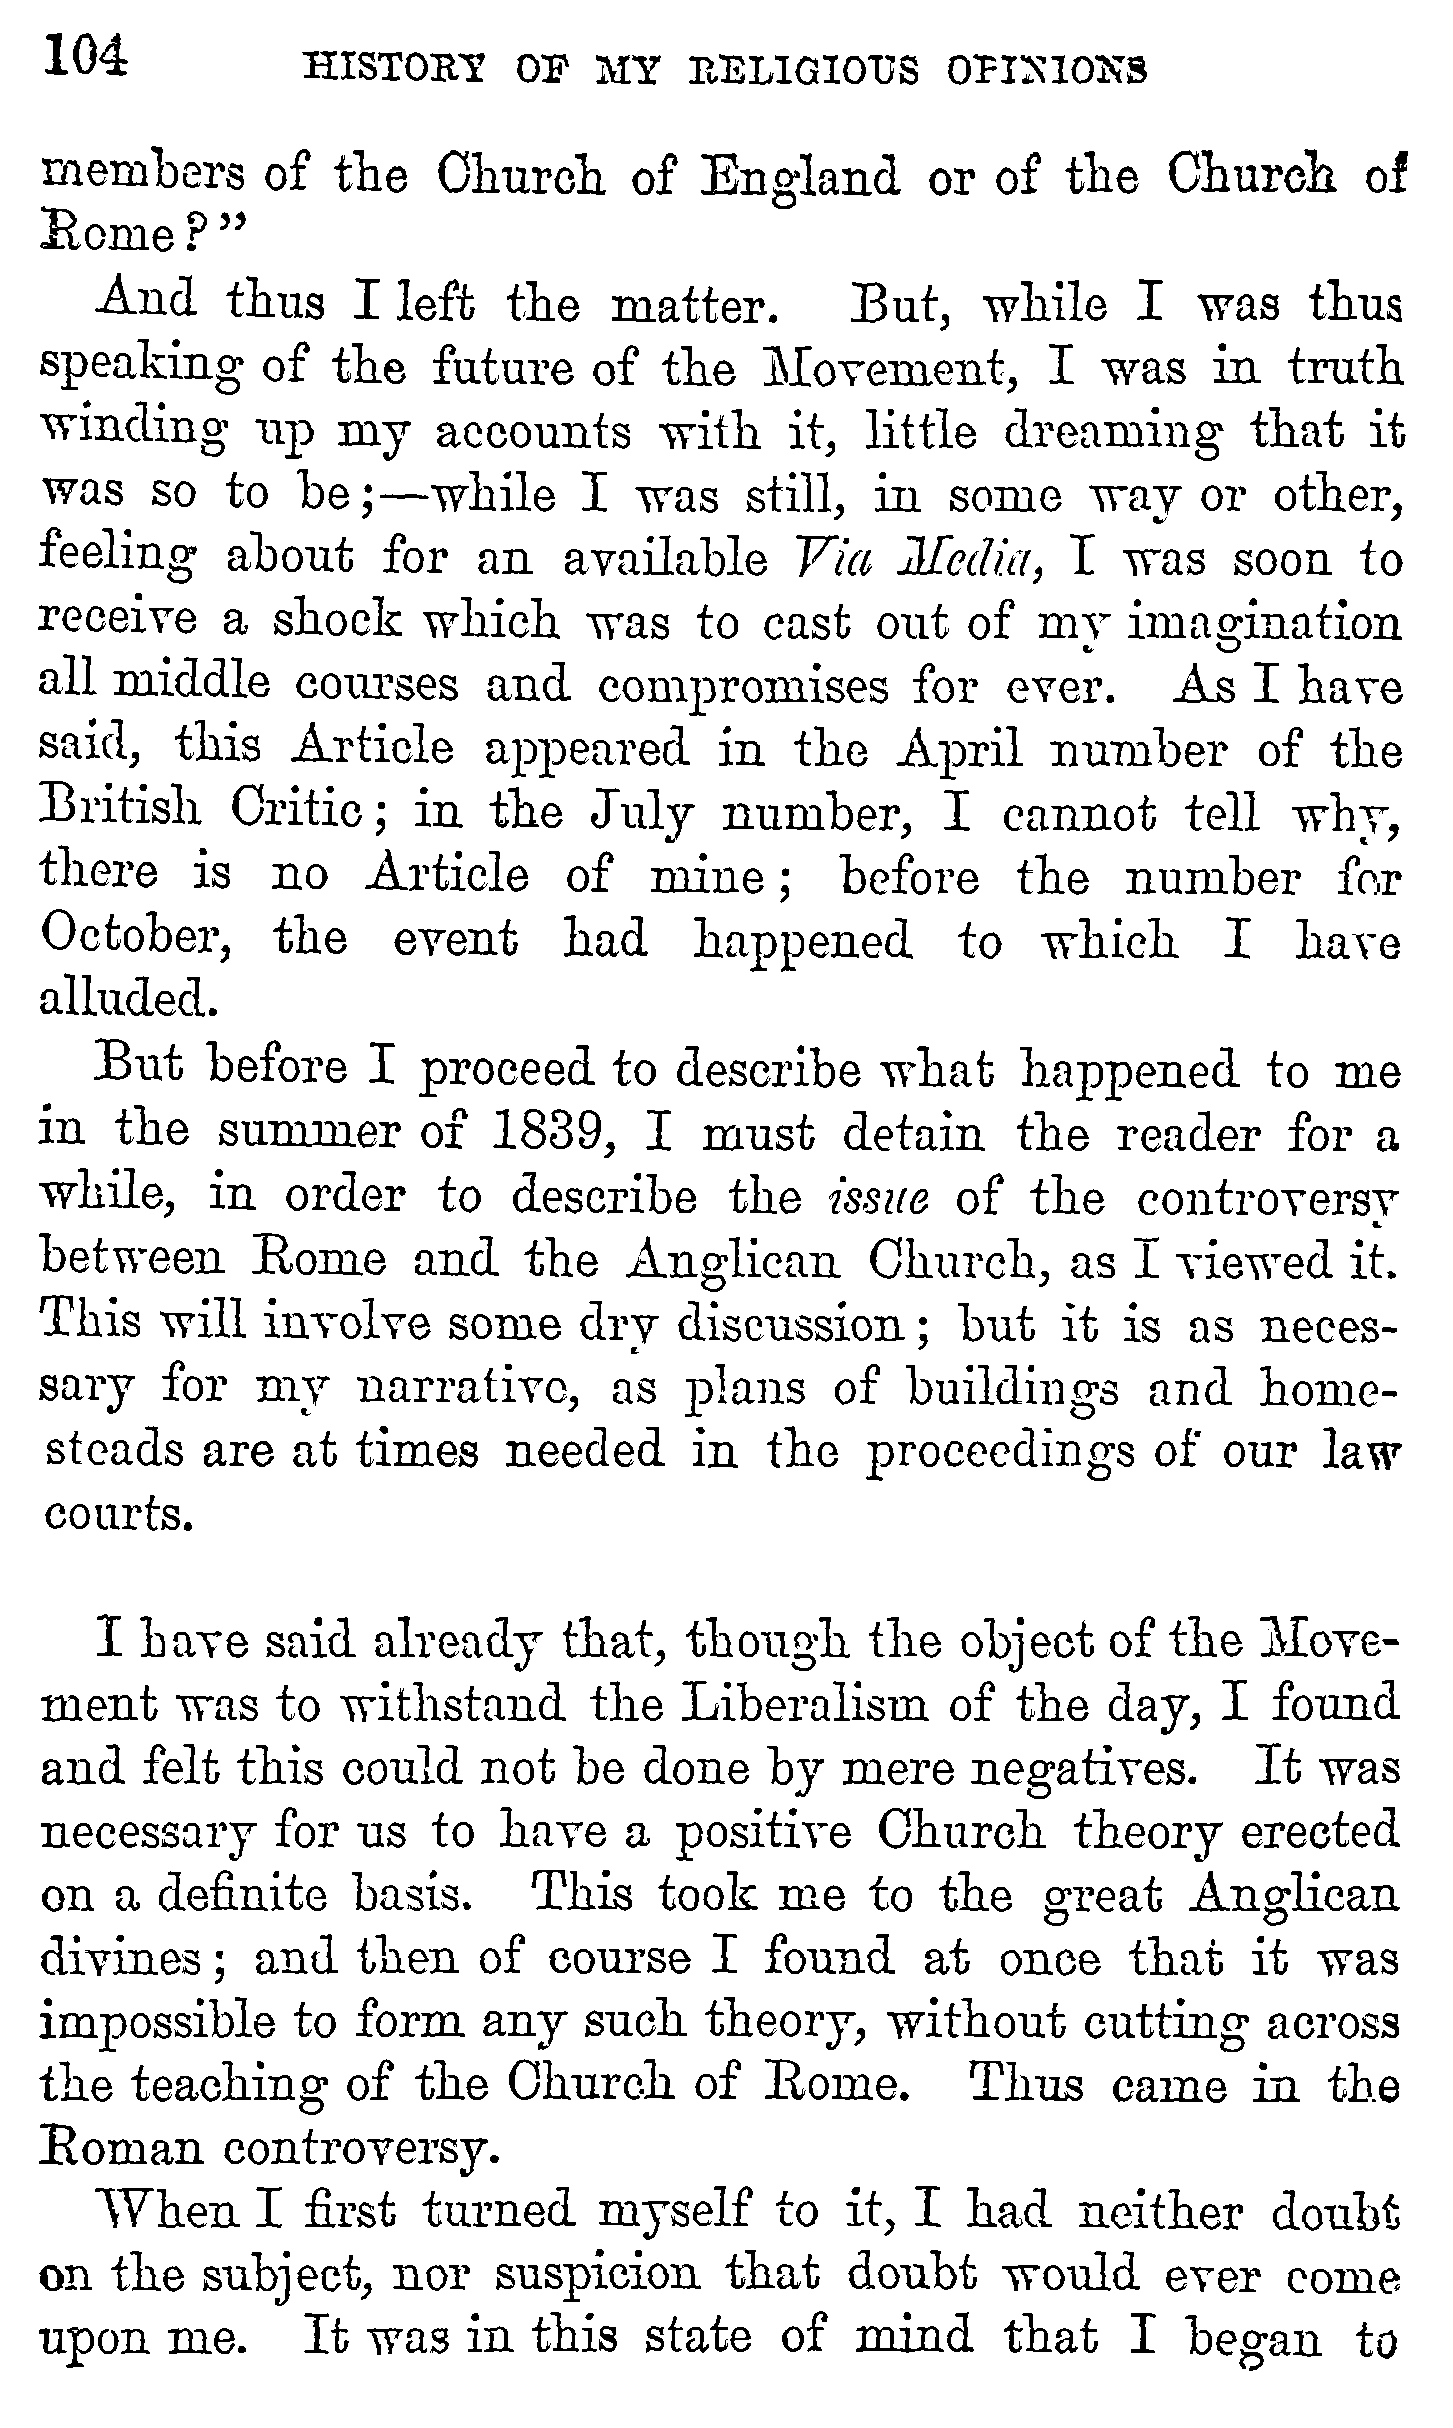 104 HISTORY OF MY RELIGIOUS OPINIONS
members of the Church of England or of the Church of
Rome?”
And thus I left the matter. But, while I was thus
speaking of the future of the Movement, I was in truth
winding up my accounts with it, little dreaming that it
was so to be;—while I was still, in some way or other,
feeling about for an available Via Media, I was soon to
receive a shock which was to cast out of my imagination
all middle courses and compromises for ever. As I have
said, this Article appeared in the April number of the
British Critic; in the July number, I cannot tell why,
there is no Article of mine; before the number for
October, the event had happened to which I have
alluded.
But before I proceed to describe what happened to me
in the summer of 1839, I must detain the reader for a
while, in order to describe the issue of the controversy
between Rome and the Anglican Church, as I viewed it.
This will involve some dry discussion; but it is as neces-
sary for my narrative, as plans of buildings and home-
steads are at times needed in the proceedings of our law
courts.
I have said already that, though the object of the Move-
ment was to withstand the Liberalism of the day, I found
and felt this could not be done by mere negatives. It was
necessary for us to have a positive Church theory erected
on a definite basis. This took me to the great Anglican
divines; and then of course I found at once that it was
impossible to form any such theory, without cutting across
the teaching of the Church of Rome. Thus came in the
Roman controversy.
When I first turned myself to it, I had neither doubt
on the subject, nor suspicion that doubt would ever come
upon me. It was in this state of mind that I began to